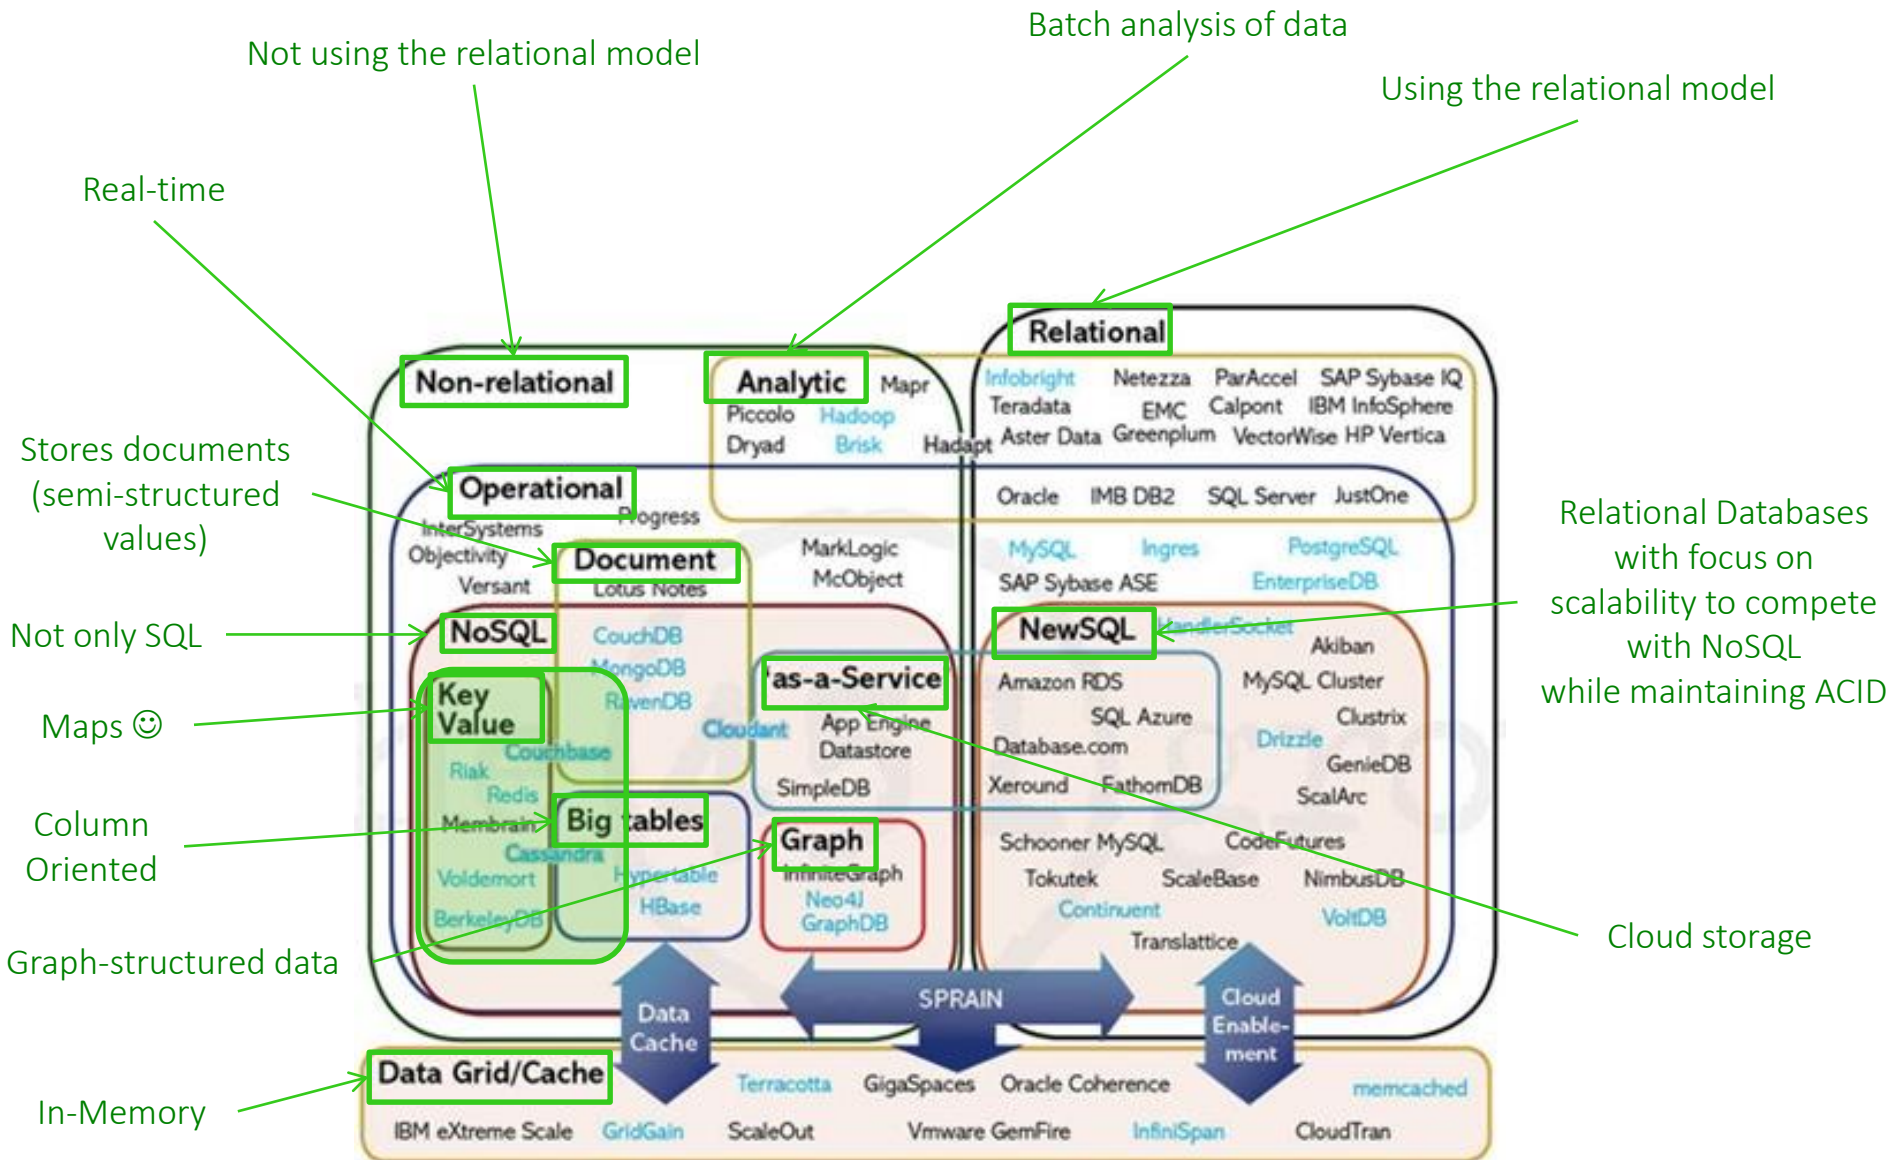 Batch analysis of data
Not using the relational model
Using the relational model
Real-time
Relational
Non-relational
Analytic
Mapr
Infobright
Netezza
ParAccel
SAP Sybase IQ
Piccolo
Hadoop
Teradata
EMC
Calpont
IBM InfoSphere
Dryad
Brisk
Hadapt
Aster Data
Greenplum
VectorWise
HP Vertica
Stores documents
(semi-structured
values)
Operational
Oracle
IMB DB2
SQL Server
JustOne
Relational Databases
with focus on
scalability to compete
with NoSQL
while maintaining ACID
InterSystems
Progress
Objectivity
Document
MarkLogic
MySQL
Ingres
PostgreSQL
Versant
Lotus Notes
McObject
SAP Sybase ASE
EnterpriseDB
Not only SQL
NoSQL
CouchDB
NewSQL
HandlerSocket
Akiban
MongoDB
as-a-Service
Amazon RDS
MySQL Cluster
Key
Value
RavenDB
Maps ☺
Cloudant
App Engine
Datastore
SQL Azure
Clustrix
Couchbase
Database.com
Drizzle
GenieDB
Riak
Redis
SimpleDB
Xeround
FathomDB
ScalArc
Column
Oriented
Membrain
Big tables
Graph
Schooner MySQL
CodeFutures
Cassandra
Voldemort
Hypertable
InfiniteGraph
Tokutek
ScaleBase
NimbusDB
BerkeleyDB
HBase
Neo4J
GraphDB
Continuent
VoltDB
Translattice
Cloud storage
Graph-structured data
Data
Cache
SPRAIN
Cloud
Enable-
ment
Data Grid/Cache
Terracotta
GigaSpaces
Oracle Coherence
memcached
In-Memory
IBM eXtreme Scale
GridGain
ScaleOut
Vmware GemFire
InfiniSpan
CloudTran